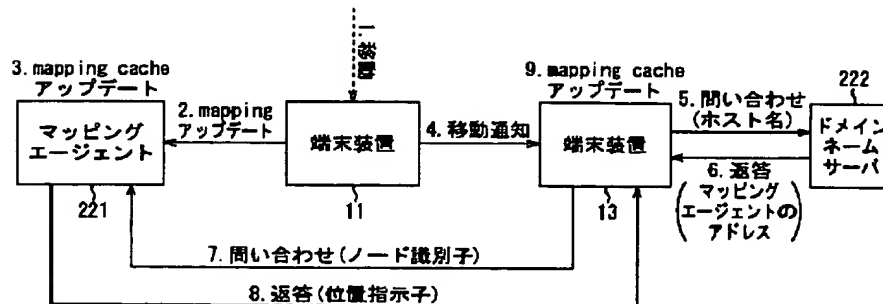 1.移動
3.mapping cache
アップデート
9.mapping cache
アップデート
222
2.mapping
アップデート
5.問い合わせ
(ホスト名)
マッピング
エージェント
端末装置
4.移動通知
端末装置
ドメイン
ネーム
サーバ
6.返答
(マッピング
エージェントの
アドレス)
221
11
13
7.問い合わせ(ノード識別子)
8.返答(位置指示子)